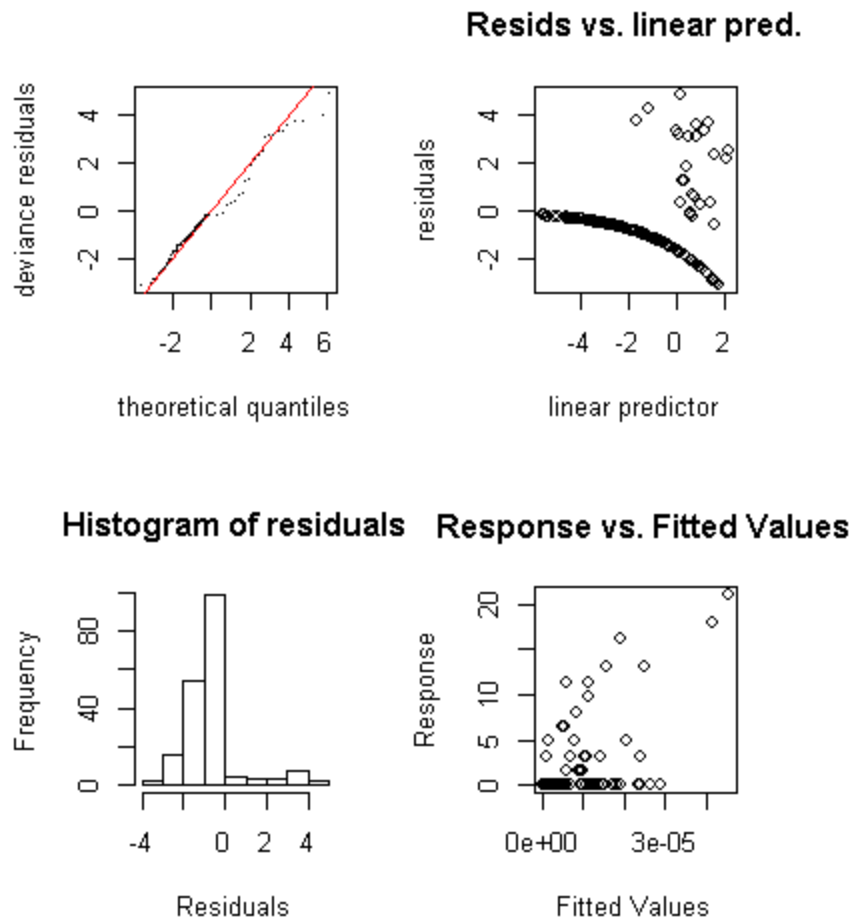 Resids vs. linear pred.
deviance residuals
4
2
0
-2
-2
2
4
6
theoretical quantiles
residuals
4
2
0
-2
-4
-2
0
2
linear predictor
Histogram of residuals
Response vs. Fitted Values
Frequency
80
40
0
-4
0
2
4
Residuals
Response
20
10
5
0
0e+00
3e-05
Fitted Values